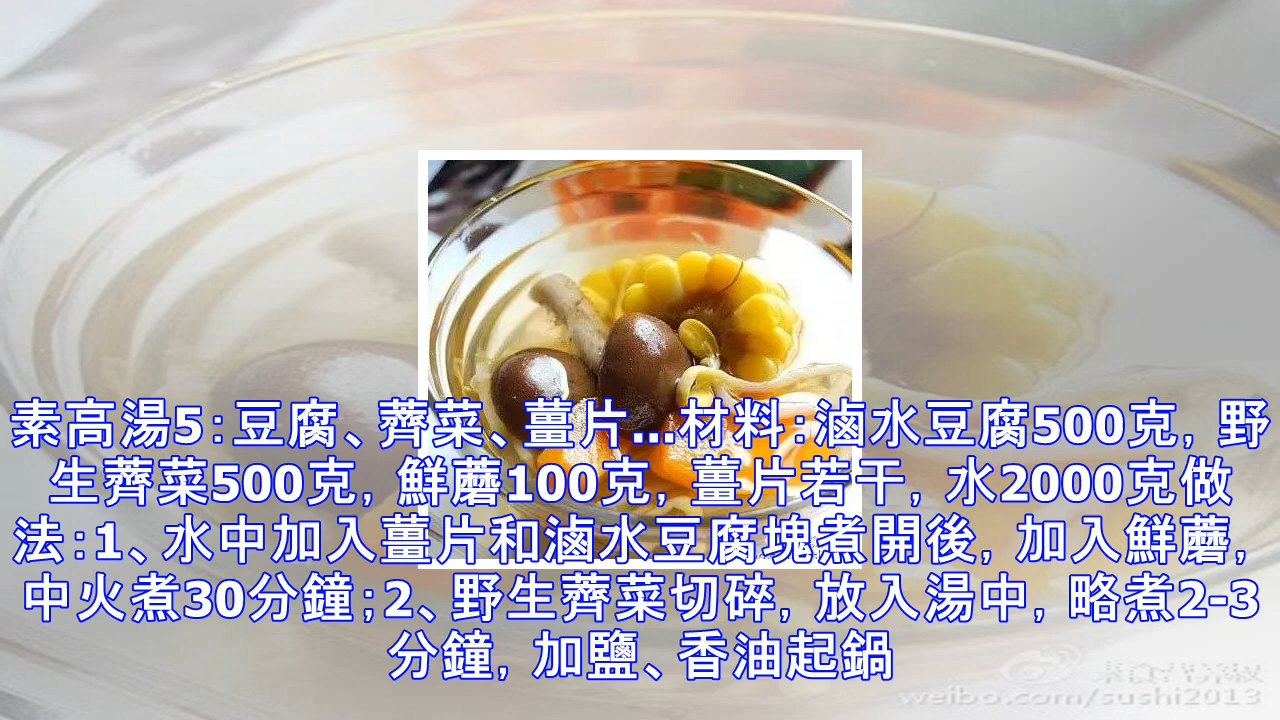 素高湯5：豆腐、薺菜、薑片...材料：滷水豆腐500克，野
生薺菜500克，鮮蘑100克，薑片若干，水2000克做
法：1、水中加入薑片和滷水豆腐塊煮開後，加入鮮蘑，
中火煮30分鐘；2、野生薺菜切碎，放入湯中，略煮2-3
分鐘，加鹽、香油起鍋
weibo.com/sushi2013